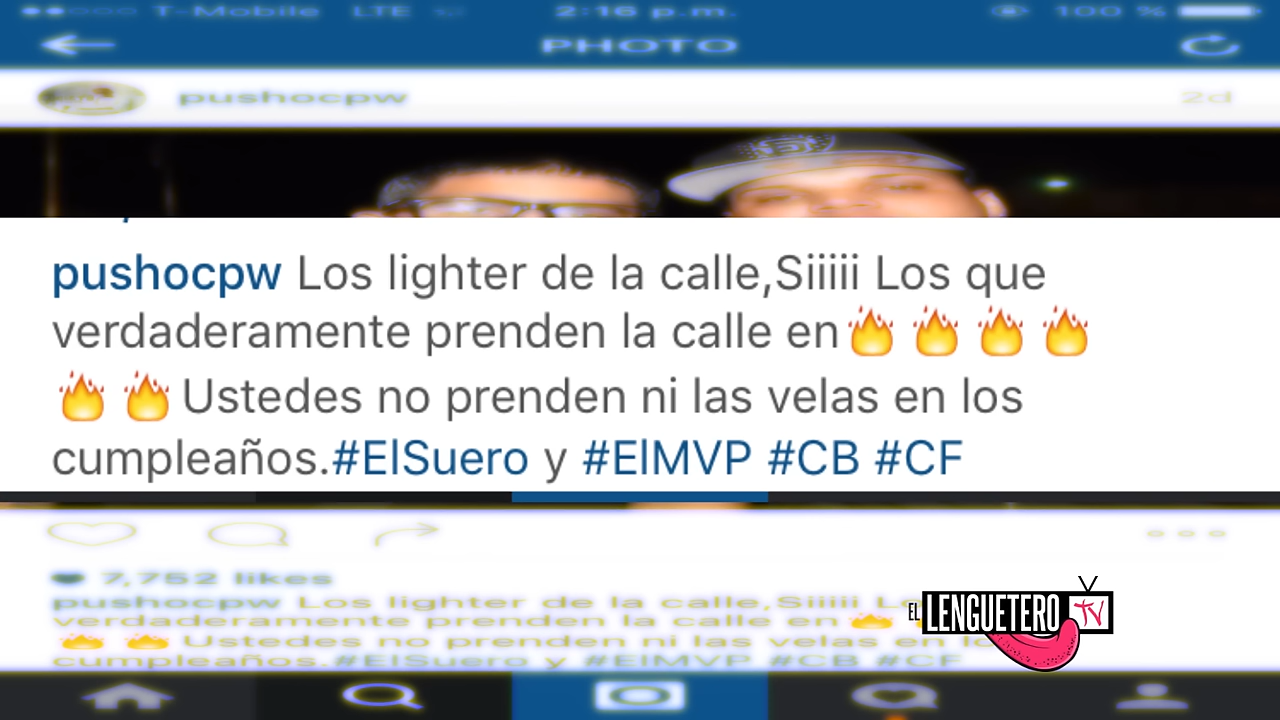 T-Mobile LTE 2:16 p.m. 100 %
PHOTO
pushocpw 2d
pushocpw Los lighter de la calle,Siiiii Los que
verdaderamente prenden la calle en🔥 🔥 🔥 🔥
🔥 🔥Ustedes no prenden ni las velas en los
cumpleaños.#ElSuero y #ElMVP #CB #CF
7,752 likes
pushocpw Los lighter de la calle,Siiiii
verdaderamente prenden la calle en🔥
🔥 🔥Ustedes no prenden ni las velas en
cumpleaños.#ElSuero y #ElMVP #CB #CF
EL LENGUETERO TV